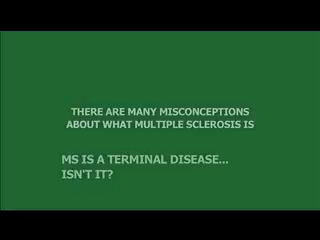 THERE ARE MANY MISCONCEPTIONS
ABOUT WHAT MULTIPLE SCLEROSIS IS
MS IS A TERMINAL DISEASE...
ISN'T IT?